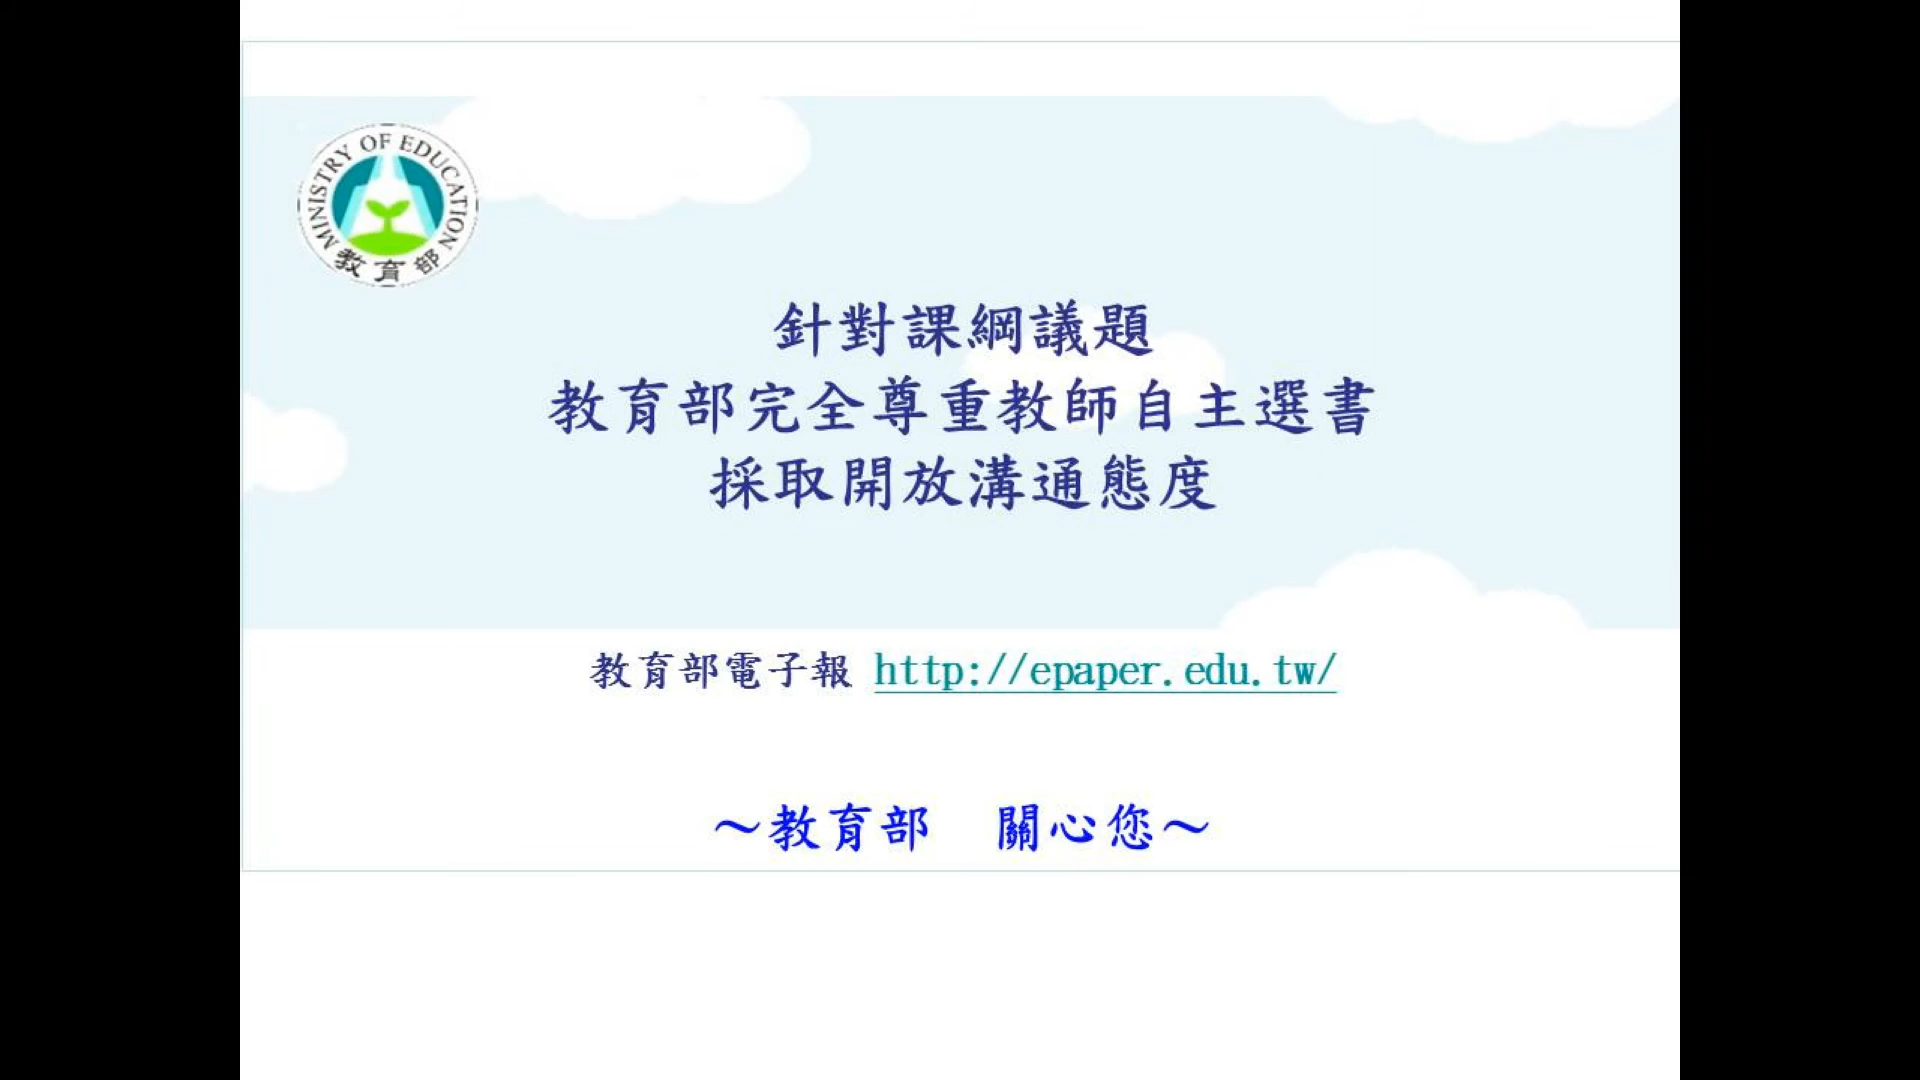 MINISTRY OF EDUCATION
教育部
針對課綱議題
教育部完全尊重教師自主選書
採取開放溝通態度
教育部電子報 http://epaper.edu.tw/
～教育部　關心您～